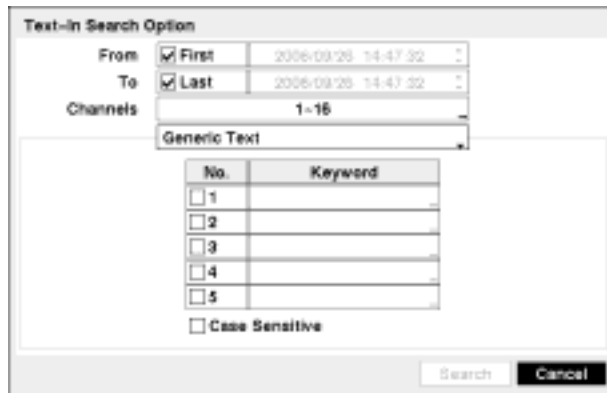 Text-In Search Option
From First 2006/09/26 14:47:32
To Last 2006/09/26 14:47:32
Channels 1~16
Generic Text
No. Keyword
1
2
3
4
5
Case Sensitive
Search Cancel